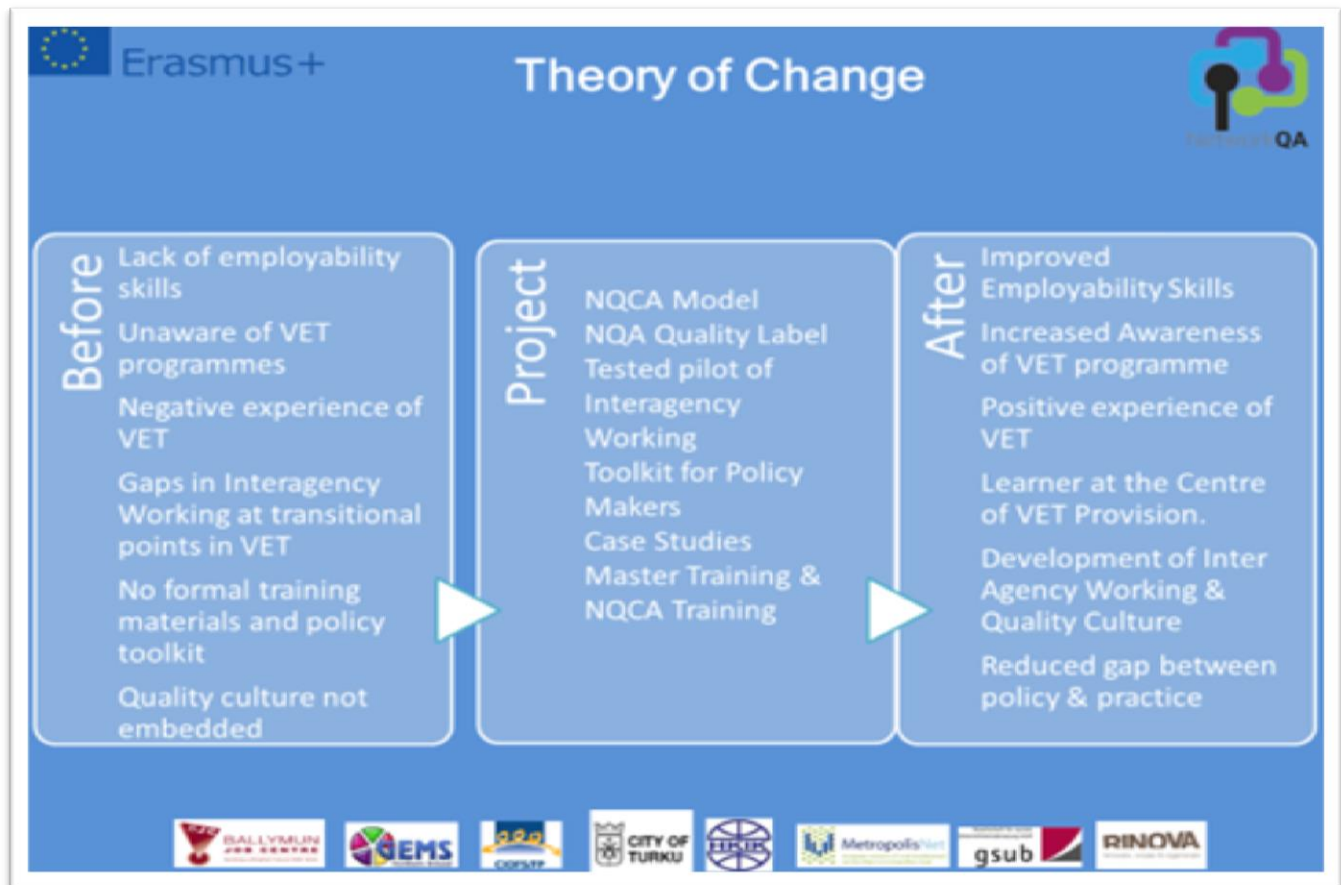 Erasmus+
Theory of Change
QA
Before
Lack of employability
skills
Unaware of VET
programmes
Negative experience of
VET
Gaps in Interagency
Working at transitional
points in VET
No formal training
materials and policy
toolkit
Quality culture not
embedded
Project
NQCA Model
NQA Quality Label
Tested pilot of
Interagency
Working
Toolkit for Policy
Makers
Case Studies
Master Training &
NQCA Training
After
Improved
Employability Skills
Increased Awareness
of VET programme
Positive experience of
VET
Learner at the Centre
of VET Provision.
Development of Inter
Agency Working &
Quality Culture
Reduced gap between
policy & practice
BALLYMUN
JOB CENTRE
GEMS
CITY OF
TURKU
HKIK
MetropolisNet
gsub
RINOVA